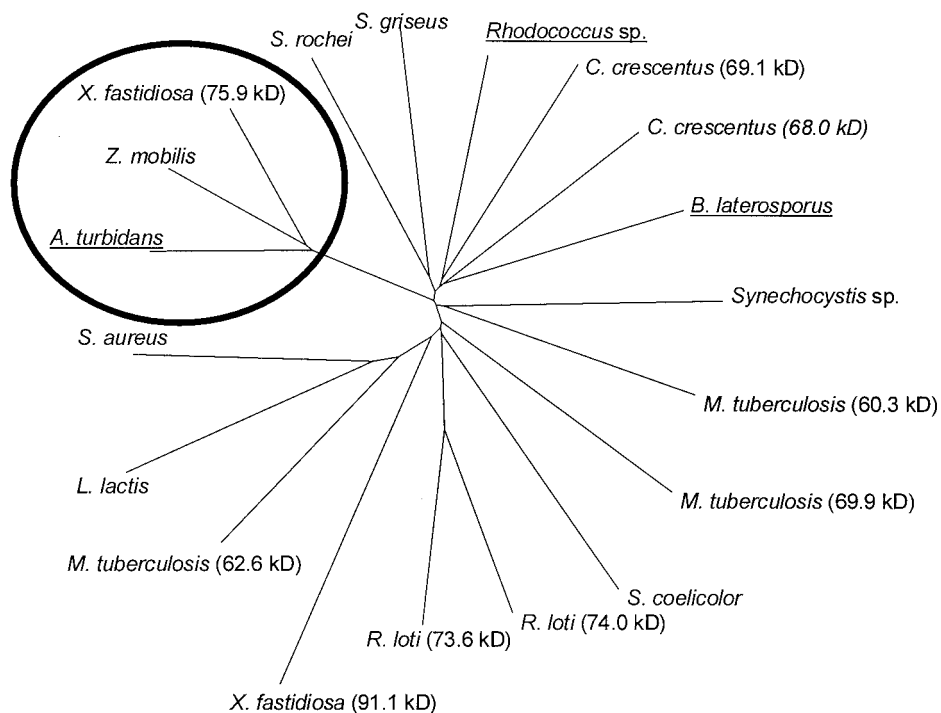 S. griseus
S. rochei
Rhodococcus sp.
C. crescentus (69.1 kD)
X. fastidiosa (75.9 kD)
C. crescentus (68.0 kD)
Z. mobilis
B. laterosporus
A. turbidans
Synechocystis sp.
S. aureus
M. tuberculosis (60.3 kD)
L. lactis
M. tuberculosis (69.9 kD)
M. tuberculosis (62.6 kD)
S. coelicolor
R. loti (74.0 kD)
R. loti (73.6 kD)
X. fastidiosa (91.1 kD)